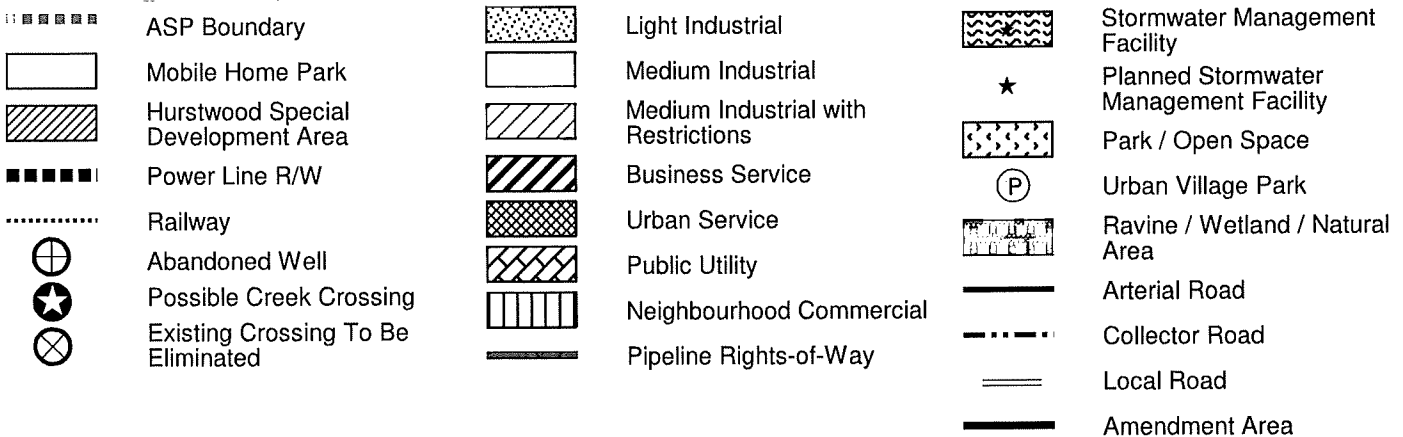 ASP Boundary
Mobile Home Park
Hurstwood Special
Development Area
Power Line R/W
Railway
Abandoned Well
Possible Creek Crossing
Existing Crossing To Be
Eliminated
Light Industrial
Medium Industrial
Medium Industrial with
Restrictions
Business Service
Urban Service
Public Utility
Neighbourhood Commercial
Pipeline Rights-of-Way
Stormwater Management
Facility
Planned Stormwater
Management Facility
Park / Open Space
P
Urban Village Park
Ravine / Wetland / Natural
Area
Arterial Road
Collector Road
Local Road
Amendment Area